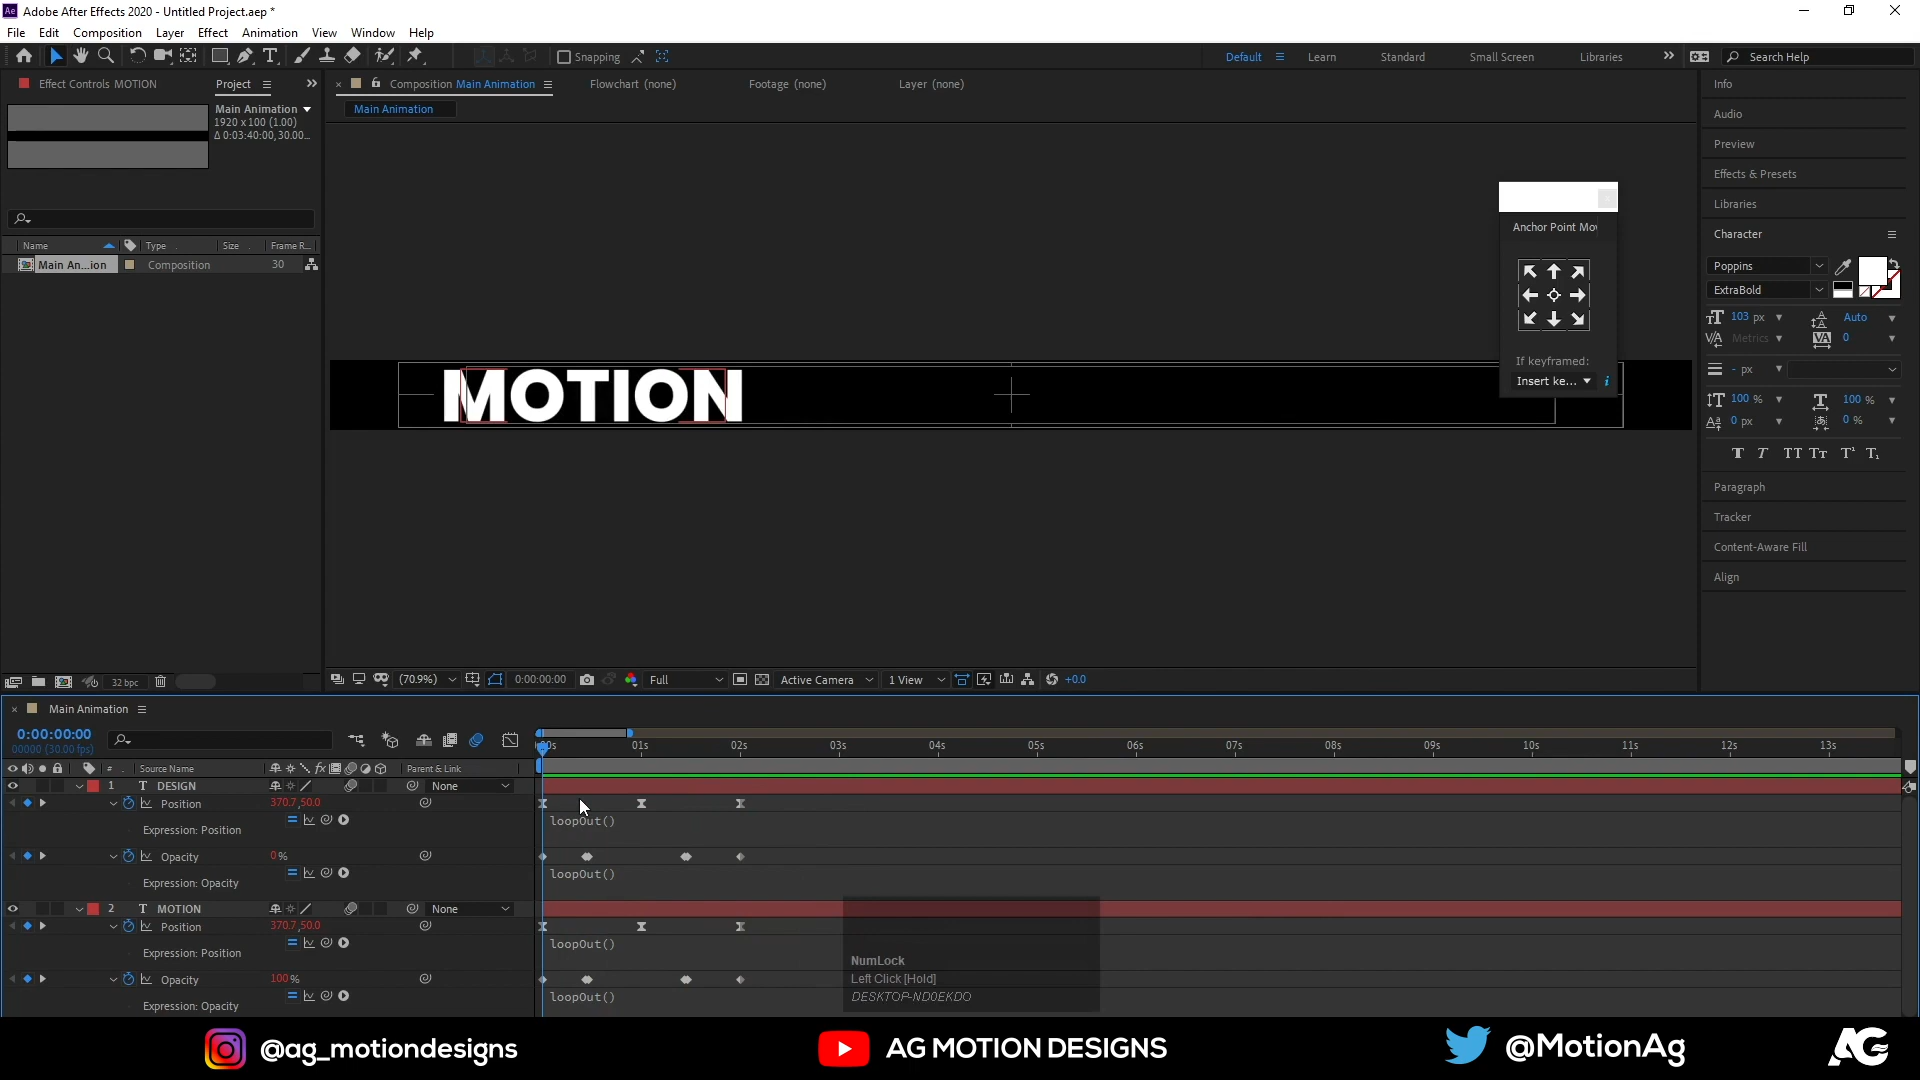 Ae Adobe After Effects 2020 - Untitled Project.aep *
File Edit Composition Layer Effect Animation View Window Help
Snapping
Default Learn Standard Small Screen Libraries Search Help
Effect Controls MOTION
Project
Composition Main Animation
Flowchart (none)
Footage (none)
Layer (none)
Main Animation
Main Animation
1920 x 100 (1.00)
Δ 0:03:40:00, 30.00...
Name Type Size Frame R...
Main An...ion Composition 30
Info
Audio
Preview
Effects & Presets
Libraries
Character
Poppins
ExtraBold
103 px Auto
Metrics 0
- px
100 % 100 %
0 px 0 %
Paragraph
Tracker
Content-Aware Fill
Align
Anchor Point Mov
If keyframed:
Insert ke...
MOTION
32 bpc
(70.9%) 0:00:00:00 Full Active Camera 1 View +0.0
Main Animation
0:00:00:00
00000 (30.00 fps)
:00s 01s 02s 03s 04s 05s 06s 07s 08s 09s 10s 11s 12s 13s
# Source Name Parent & Link
1 T DESIGN None
Position 370.7,50.0
Expression: Position loopOut()
Opacity 0%
Expression: Opacity loopOut()
2 T MOTION None
Position 370.7,50.0
Expression: Position loopOut()
Opacity 100%
Expression: Opacity loopOut()
NumLock
Left Click [Hold]
DESKTOP-ND0EKDO
@ag_motiondesigns
AG MOTION DESIGNS
@MotionAg
AG